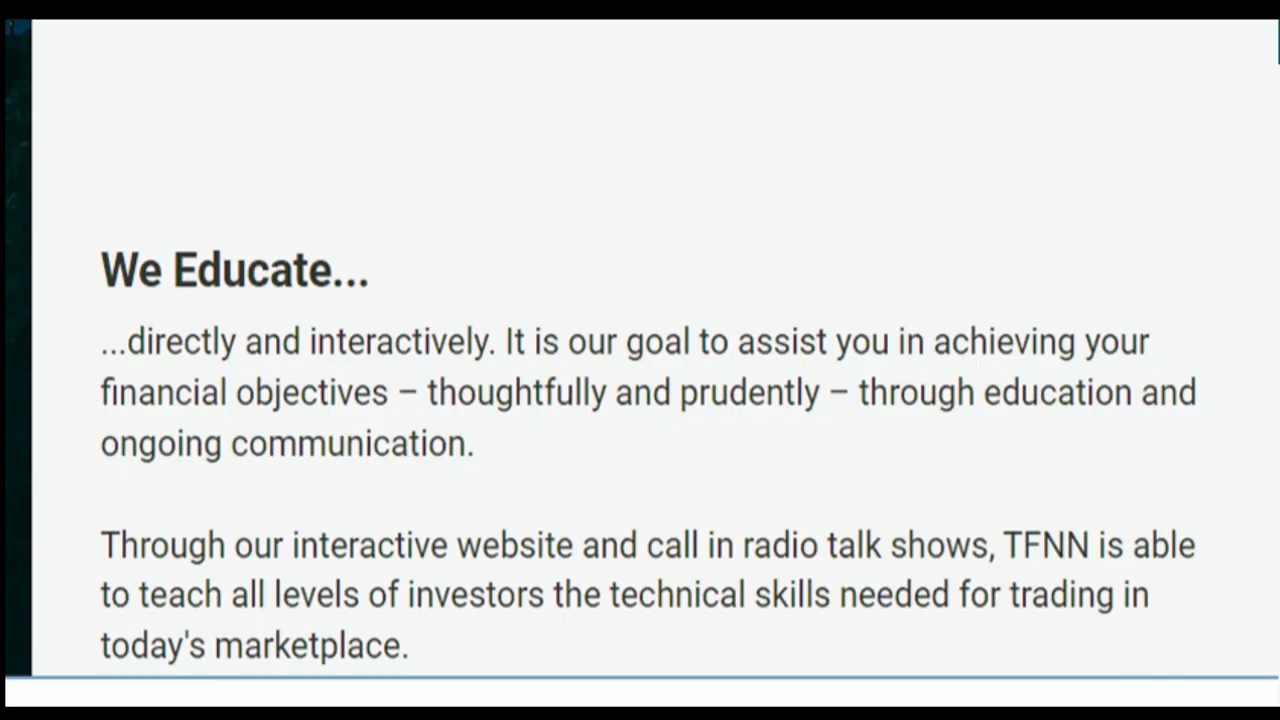 We Educate...
...directly and interactively. It is our goal to assist you in achieving your
financial objectives – thoughtfully and prudently – through education and
ongoing communication.
Through our interactive website and call in radio talk shows, TFNN is able
to teach all levels of investors the technical skills needed for trading in
today's marketplace.